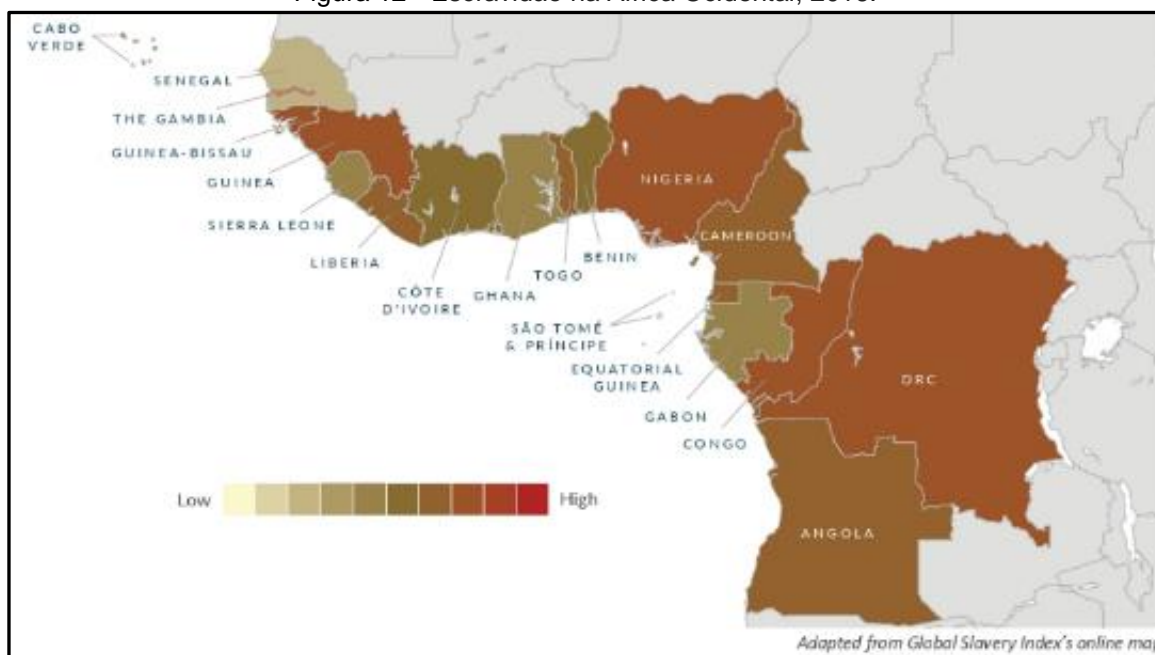 CABO
VERDE
SENEGAL
THE GAMBIA
GUINEA-BISSAU
GUINEA
SIERRA LEONE
LIBERIA
CÔTE
D'IVOIRE
GHANA
TOGO
BENIN
NIGERIA
CAMEROON
SÃO TOMÉ
& PRÍNCIPE
EQUATORIAL
GUINEA
GABON
CONGO
DRC
ANGOLA
Low
High
Adapted from Global Slavery Index's online map